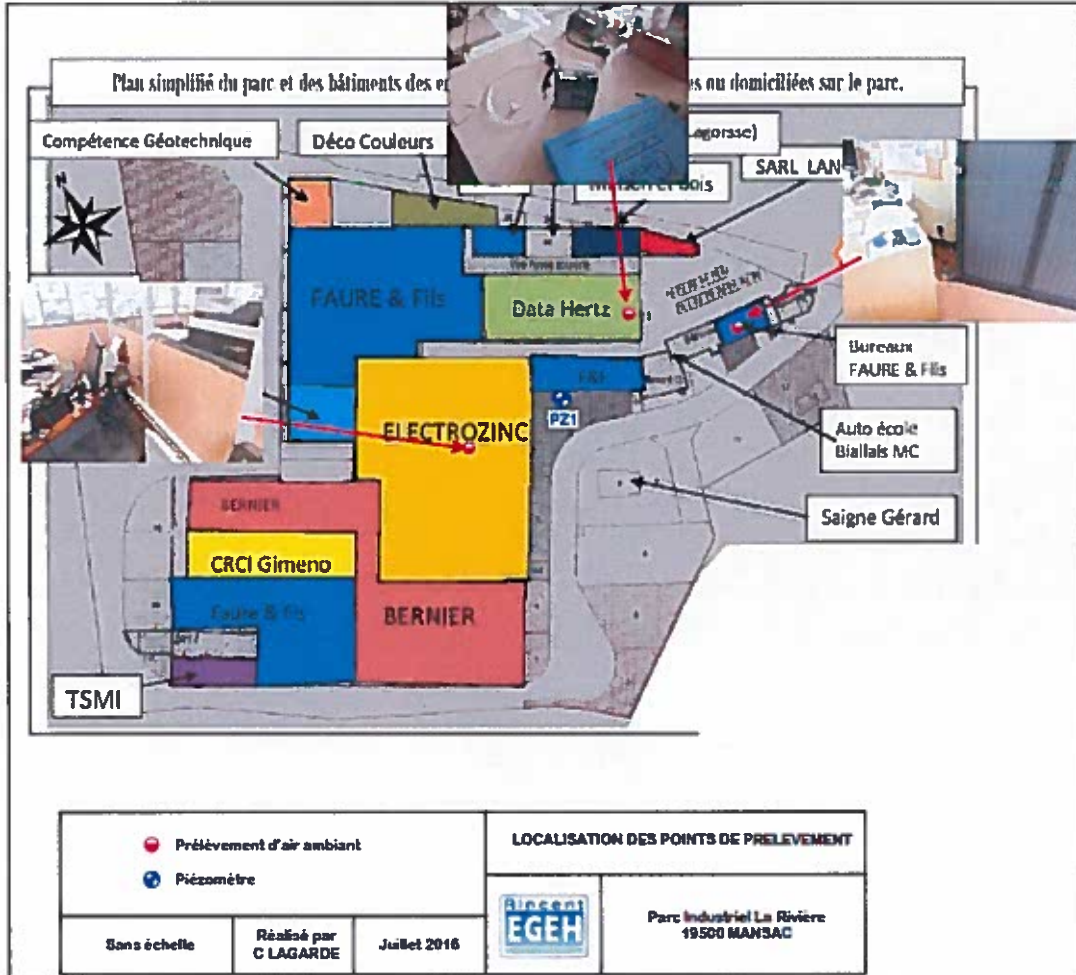 Plan simplifié du parc et des bâtiments des
es ou domiciliées sur le parc.
Compétence Géotechnique
Déco Couleurs
Lagorsse)
SARL LAN
N
FAURE & Fils
Data Hertz
Bureaux
FAURE & Fils
F&F
PZ1
ELECTROZINC
Auto école
Biallais MC
BERNIER
Saigne Gérard
CRCI Gimeno
Faure & fils
BERNIER
TSMI
Prélèvement d'air ambiant
Piézomètre
LOCALISATION DES POINTS DE PRELEVEMENT
Sans échelle
Réalisé par
C LAGARDE
Juillet 2016
Rincent
EGEH
Parc Industriel La Rivière
19500 MANSAC